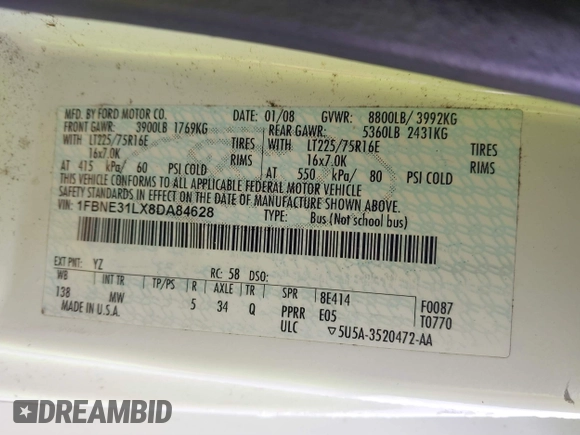 MFD. BY FORD MOTOR CO.
DATE: 01/08 GVWR: 8800LB/ 3992KG
FRONT GAWR: 3900LB 1769KG
REAR GAWR: 5360LB 2431KG
WITH LT225/75R16E TIRES
WITH LT225/75R16E TIRES
16x7.0K RIMS
16x7.0K RIMS
AT 415 kPa/ 60 PSI COLD
AT 550 kPa/ 80 PSI COLD
THIS VEHICLE CONFORMS TO ALL APPLICABLE FEDERAL MOTOR VEHICLE
SAFETY STANDARDS IN EFFECT ON THE DATE OF MANUFACTURE SHOWN ABOVE
VIN: 1FBNE31LX8DA84628
TYPE: Bus (Not school bus)
EXT PNT: YZ RC: 58 DSO:
WB INT TR TP/PS R AXLE TR SPR 8E414 F0087
138 MW 5 34 Q PPRR E05 T0770
MADE IN U.S.A. ULC ▽5U5A-3520472-AA
DREAMBID